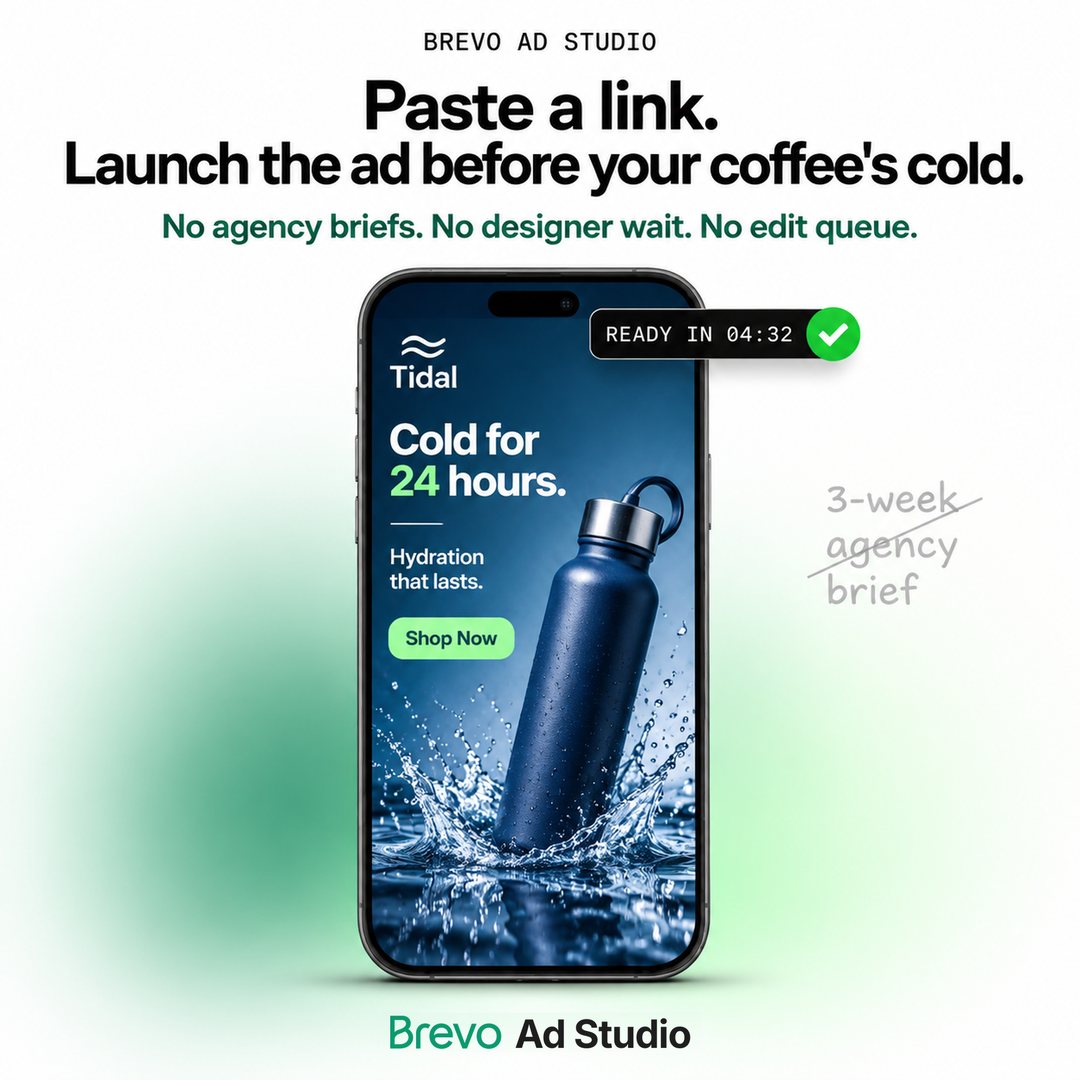 BREVO AD STUDIO
Paste a link.
Launch the ad before your coffee's cold.
No agency briefs. No designer wait. No edit queue.
READY IN 04:32
Tidal
Cold for
24 hours.
Hydration
that lasts.
Shop Now
3-week
agency
brief
Brevo Ad Studio